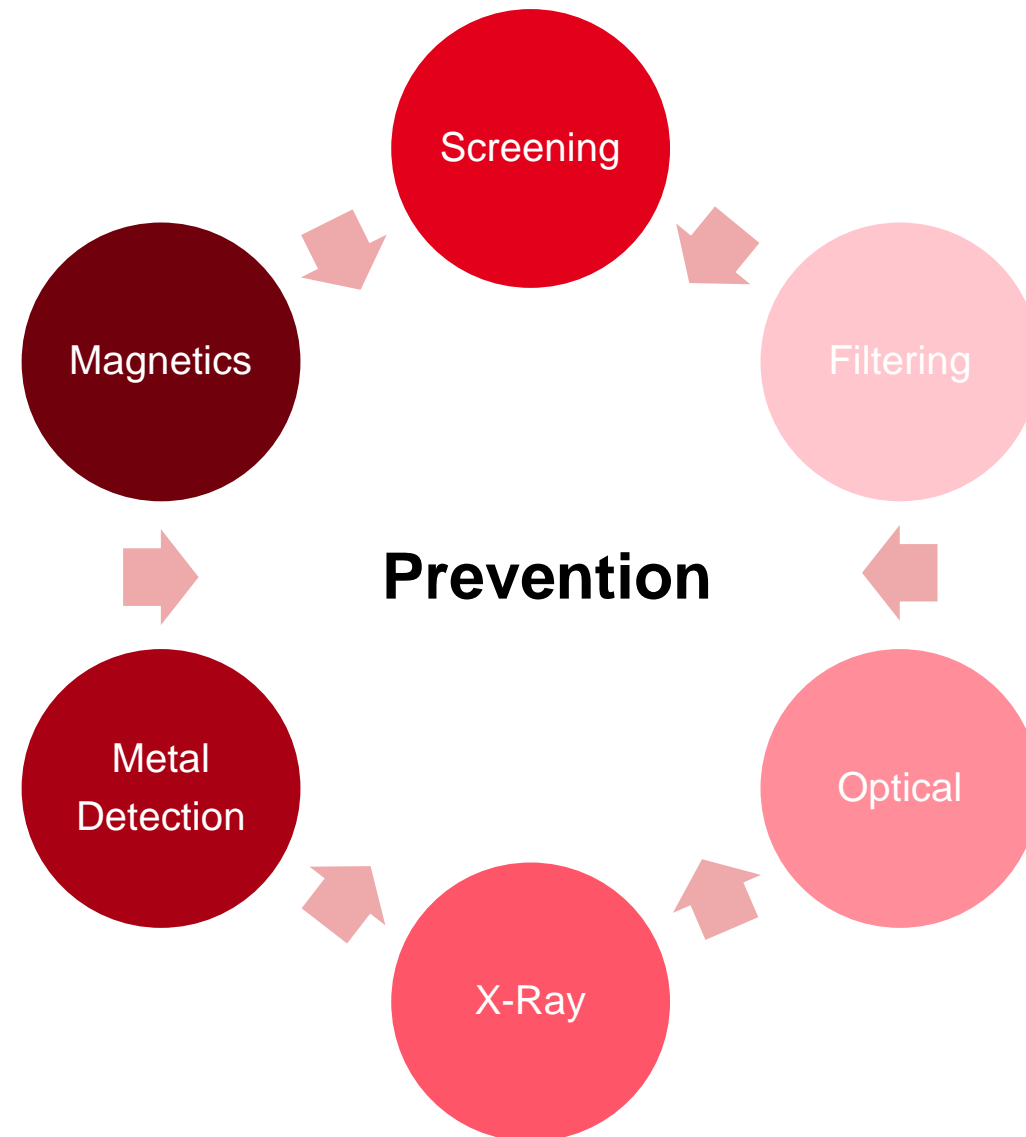 Screening
Magnetics
Filtering
Prevention
Metal
Detection
Optical
X-Ray